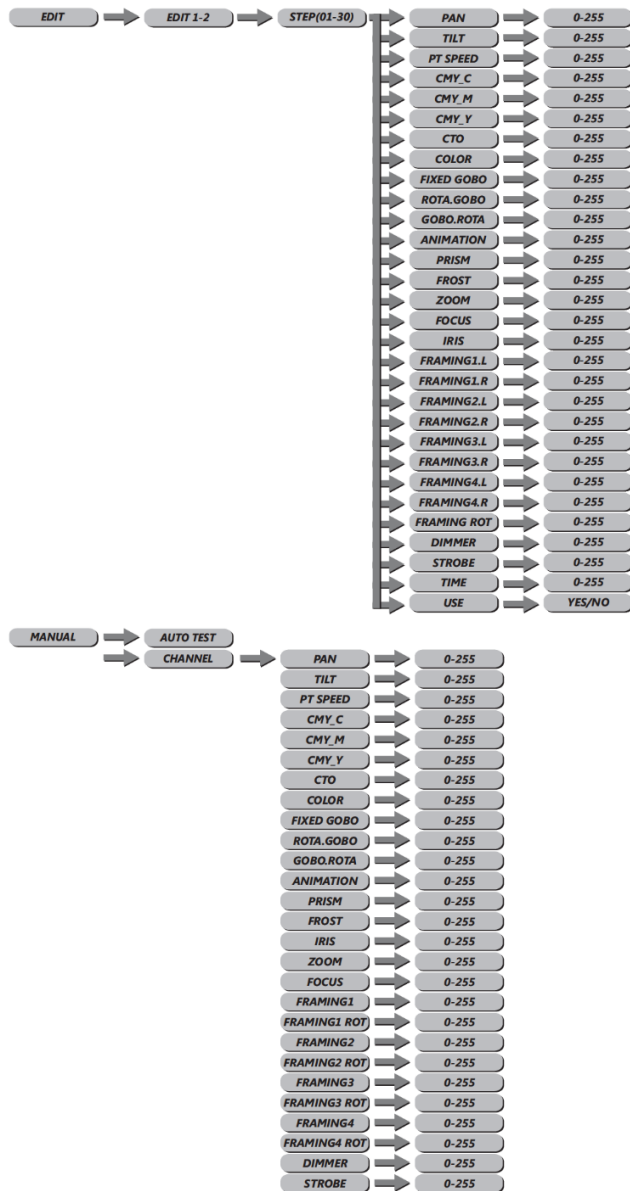 EDIT EDIT 1-2 STEP(01-30) PAN 0-255
TILT 0-255
PT SPEED 0-255
CMY_C 0-255
CMY_M 0-255
CMY_Y 0-255
CTO 0-255
COLOR 0-255
FIXED GOBO 0-255
ROTA.GOBO 0-255
GOBO.ROTA 0-255
ANIMATION 0-255
PRISM 0-255
FROST 0-255
ZOOM 0-255
FOCUS 0-255
IRIS 0-255
FRAMING1.L 0-255
FRAMING1.R 0-255
FRAMING2.L 0-255
FRAMING2.R 0-255
FRAMING3.L 0-255
FRAMING3.R 0-255
FRAMING4.L 0-255
FRAMING4.R 0-255
FRAMING ROT 0-255
DIMMER 0-255
STROBE 0-255
TIME 0-255
USE YES/NO
MANUAL AUTO TEST
CHANNEL PAN 0-255
TILT 0-255
PT SPEED 0-255
CMY_C 0-255
CMY_M 0-255
CMY_Y 0-255
CTO 0-255
COLOR 0-255
FIXED GOBO 0-255
ROTA.GOBO 0-255
GOBO.ROTA 0-255
ANIMATION 0-255
PRISM 0-255
FROST 0-255
IRIS 0-255
ZOOM 0-255
FOCUS 0-255
FRAMING1 0-255
FRAMING1 ROT 0-255
FRAMING2 0-255
FRAMING2 ROT 0-255
FRAMING3 0-255
FRAMING3 ROT 0-255
FRAMING4 0-255
FRAMING4 ROT 0-255
DIMMER 0-255
STROBE 0-255